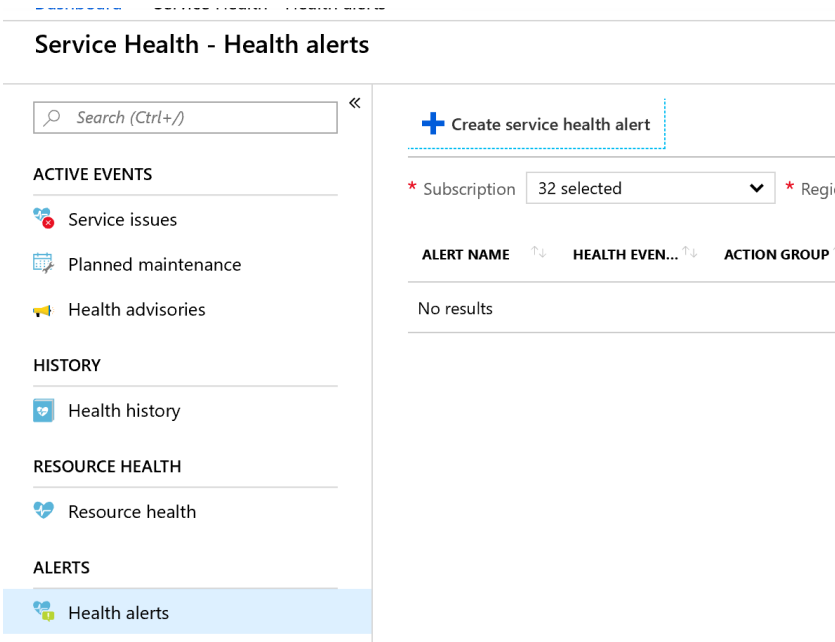 Service Health - Health alerts
Search (Ctrl+/)
«
ACTIVE EVENTS
Service issues
Planned maintenance
Health advisories
HISTORY
Health history
RESOURCE HEALTH
Resource health
ALERTS
Health alerts
Create service health alert
* Subscription 32 selected * Regi
ALERT NAME ↑↓ HEALTH EVEN... ↑↓ ACTION GROUP
No results